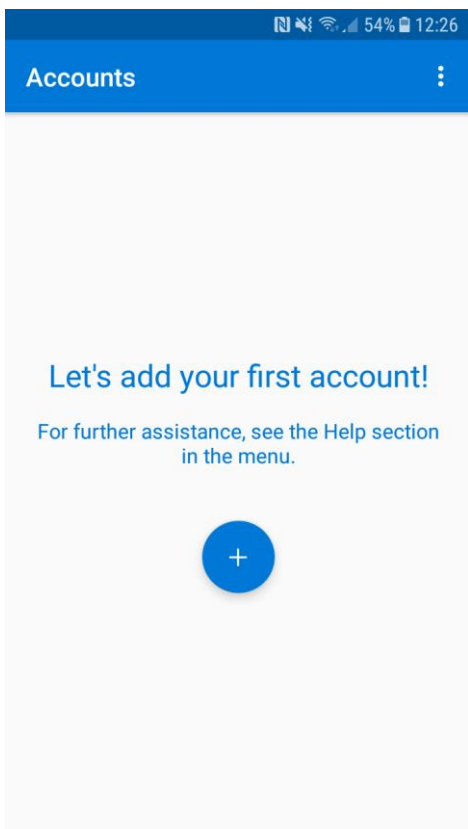 54% 12:26
Accounts
Let's add your first account!
For further assistance, see the Help section
in the menu.